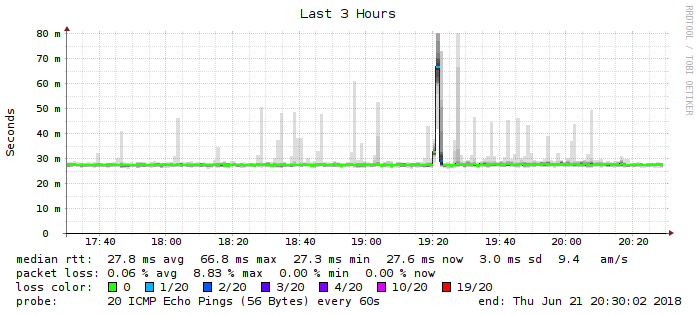 Last 3 Hours
RRDTOOL / TOBI OETIKER
Seconds
80 m
70 m
60 m
50 m
40 m
30 m
20 m
10 m
0
17:40 18:00 18:20 18:40 19:00 19:20 19:40 20:00 20:20
median rtt: 27.8 ms avg 66.8 ms max 27.3 ms min 27.6 ms now 3.0 ms sd 9.4 am/s
packet loss: 0.06 % avg 8.83 % max 0.00 % min 0.00 % now
loss color: 0 1/20 2/20 3/20 4/20 10/20 19/20
probe: 20 ICMP Echo Pings (56 Bytes) every 60s end: Thu Jun 21 20:30:02 2018